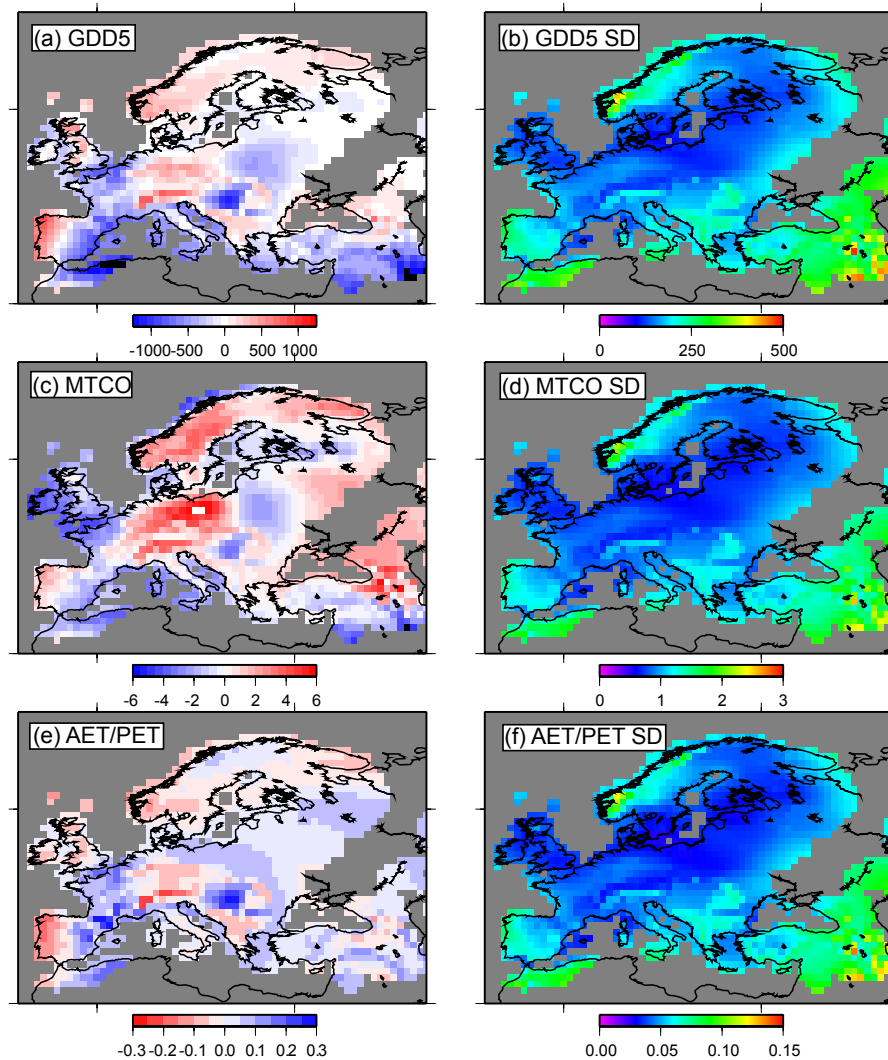 (a) GDD5
(b) GDD5 SD
-1000 -500 0 500 1000
0 250 500
(c) MTCO
(d) MTCO SD
-6 -4 -2 0 2 4 6
0 1 2 3
(e) AET/PET
(f) AET/PET SD
-0.3 -0.2 -0.1 0.0 0.1 0.2 0.3
0.00 0.05 0.10 0.15